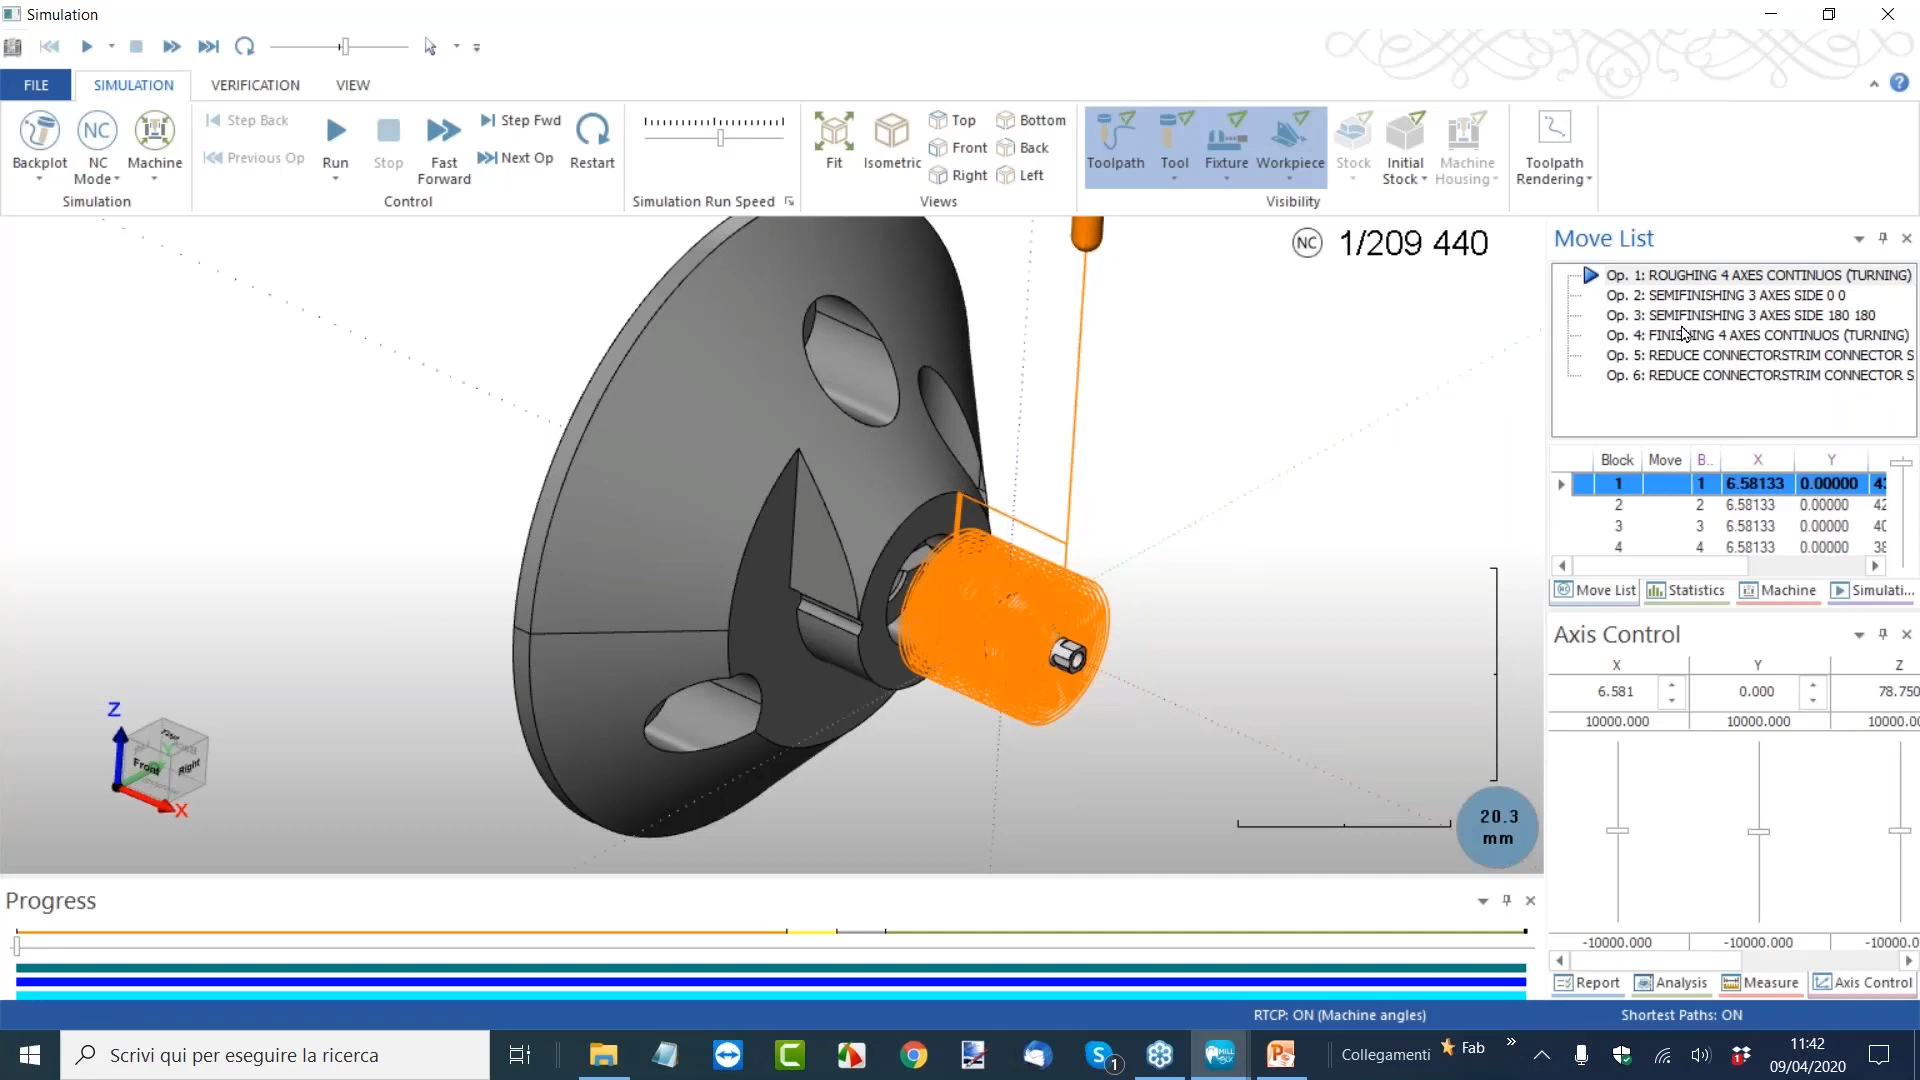 Simulation
FILE SIMULATION VERIFICATION VIEW
Backplot
NC Mode
Machine
Simulation
Step Back
Previous Op
Run
Stop
Fast Forward
Step Fwd
Next Op
Restart
Control
Simulation Run Speed
Fit
Isometric
Top
Front
Right
Bottom
Back
Left
Views
Toolpath
Tool
Fixture
Workpiece
Stock
Initial Stock
Machine Housing
Visibility
Toolpath Rendering
NC 1/209 440
Move List
Op. 1: ROUGHING 4 AXES CONTINUOS (TURNING)
Op. 2: SEMIFINISHING 3 AXES SIDE 0 0
Op. 3: SEMIFINISHING 3 AXES SIDE 180 180
Op. 4: FINISHING 4 AXES CONTINUOS (TURNING)
Op. 5: REDUCE CONNECTORSTRIM CONNECTOR S
Op. 6: REDUCE CONNECTORSTRIM CONNECTOR S
Block Move B.. X Y
1 1 6.58133 0.00000
2 2 6.58133 0.00000 42
3 3 6.58133 0.00000 40
4 4 6.58133 0.00000 38
Move List Statistics Machine Simulati...
Axis Control
X Y Z
6.581 0.000 78.750
10000.000 10000.000 10000.0
-10000.000 -10000.000 -10000.0
Report Analysis Measure Axis Control
Z
Front
Right
X
20.3
mm
Progress
RTCP: ON (Machine angles) Shortest Paths: ON
Scrivi qui per eseguire la ricerca
1
Collegamenti Fab »
11:42
09/04/2020